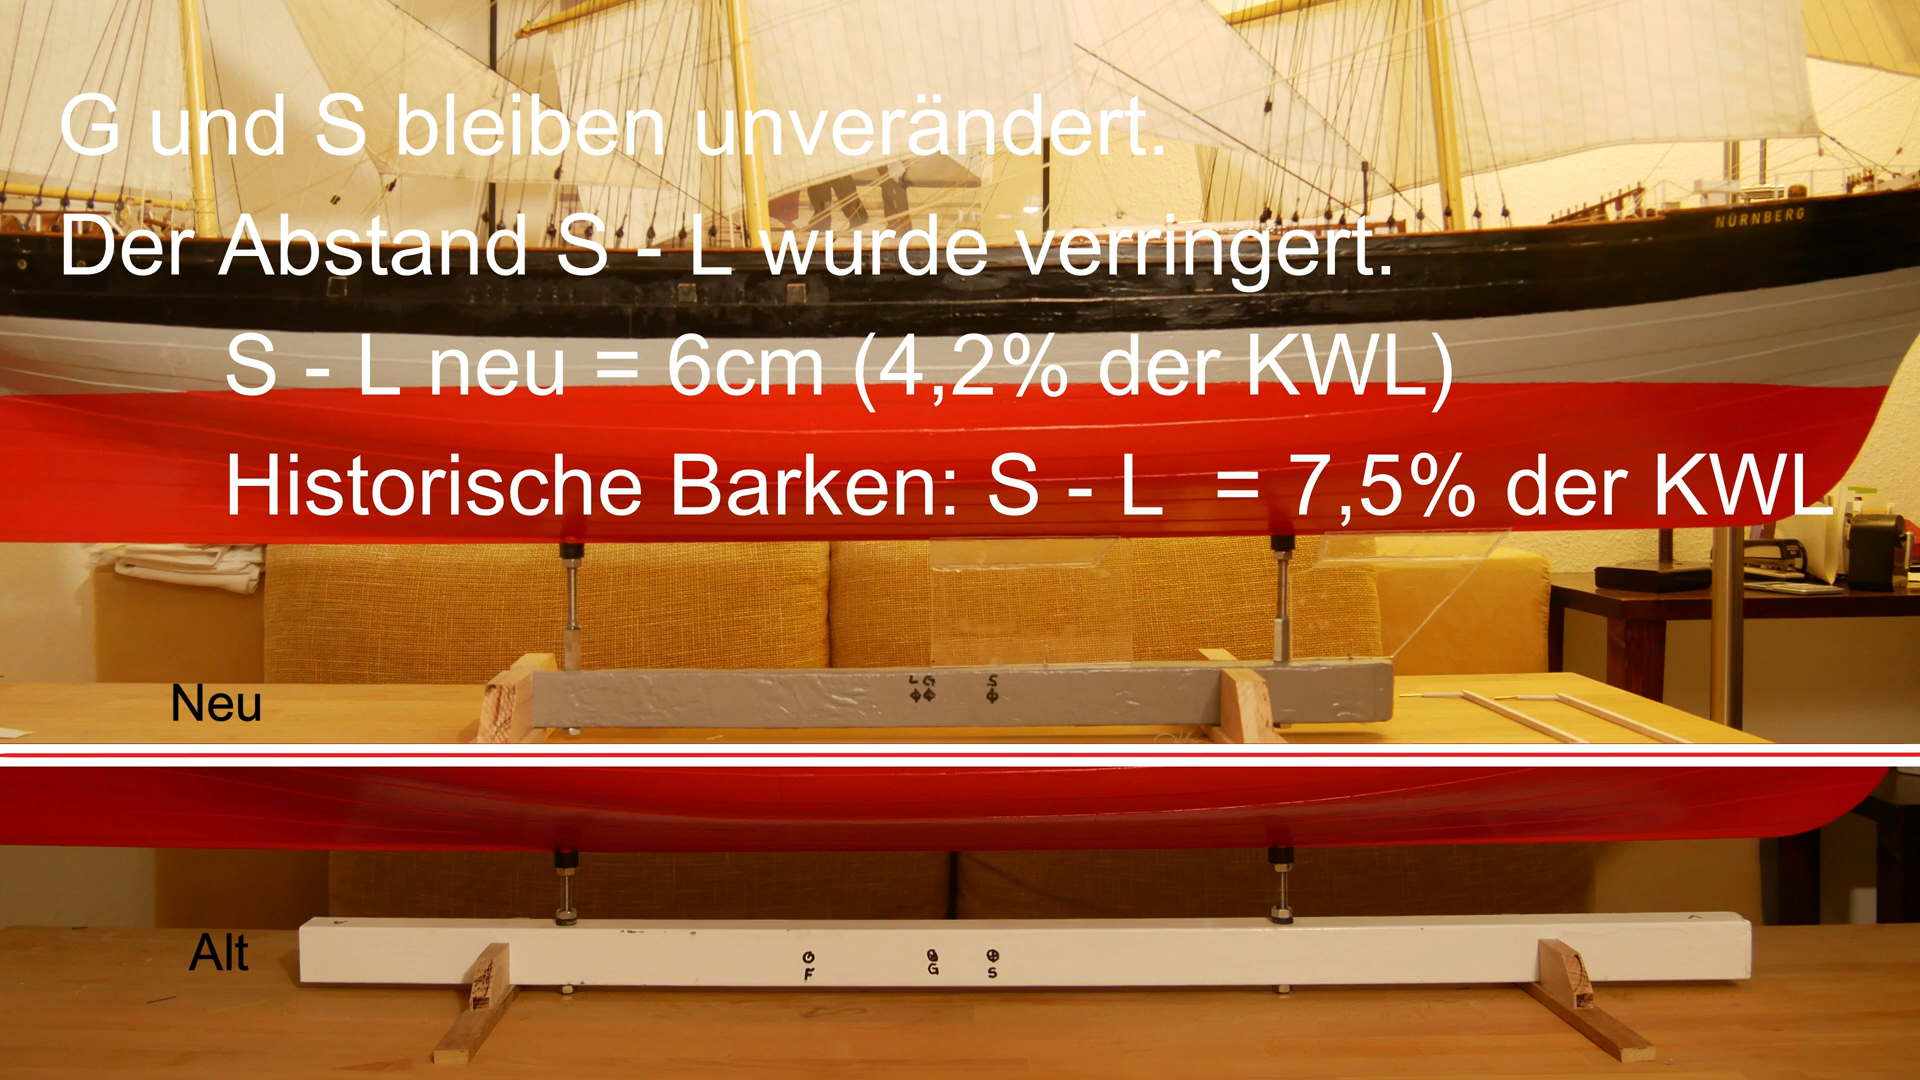 G und S bleiben unverändert.
Der Abstand S - L wurde verringert.
NÜRNBERG
S - L neu = 6cm (4,2% der KWL)
Historische Barken: S - L = 7,5% der KWL
L G S
Neu
Alt
F G S